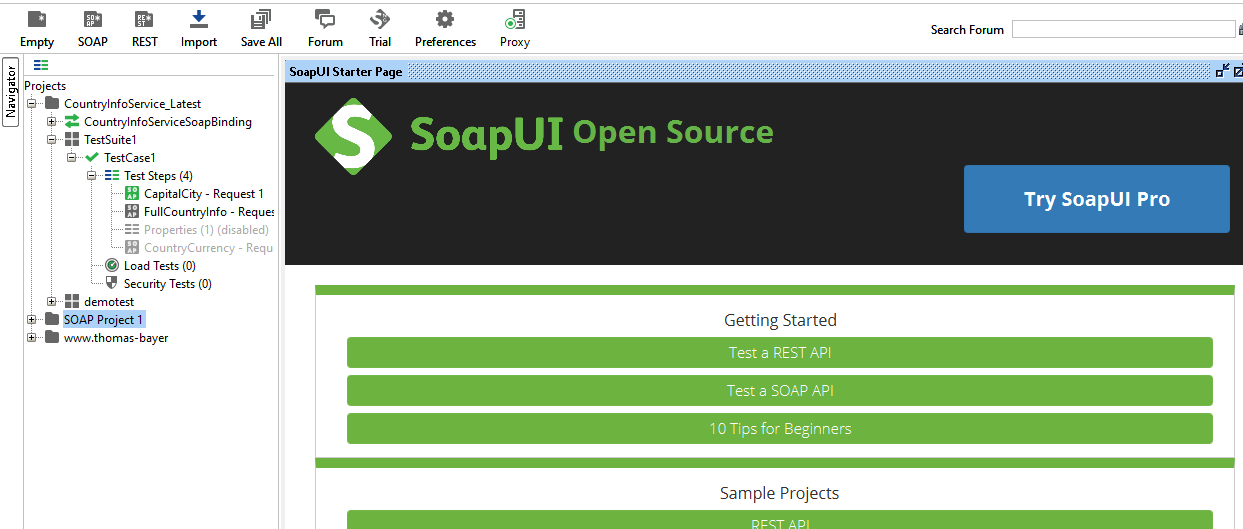 Empty SOAP REST Import Save All Forum Trial Preferences Proxy Search Forum
Navigator
Projects
CountryInfoService_Latest
CountryInfoServiceSoapBinding
TestSuite1
TestCase1
Test Steps (4)
CapitalCity - Request 1
FullCountryInfo - Reques
Properties (1) (disabled)
CountryCurrency - Requ
Load Tests (0)
Security Tests (0)
demotest
SOAP Project 1
www.thomas-bayer
SoapUI Starter Page
SoapUI Open Source
Try SoapUI Pro
Getting Started
Test a REST API
Test a SOAP API
10 Tips for Beginners
Sample Projects
REST API